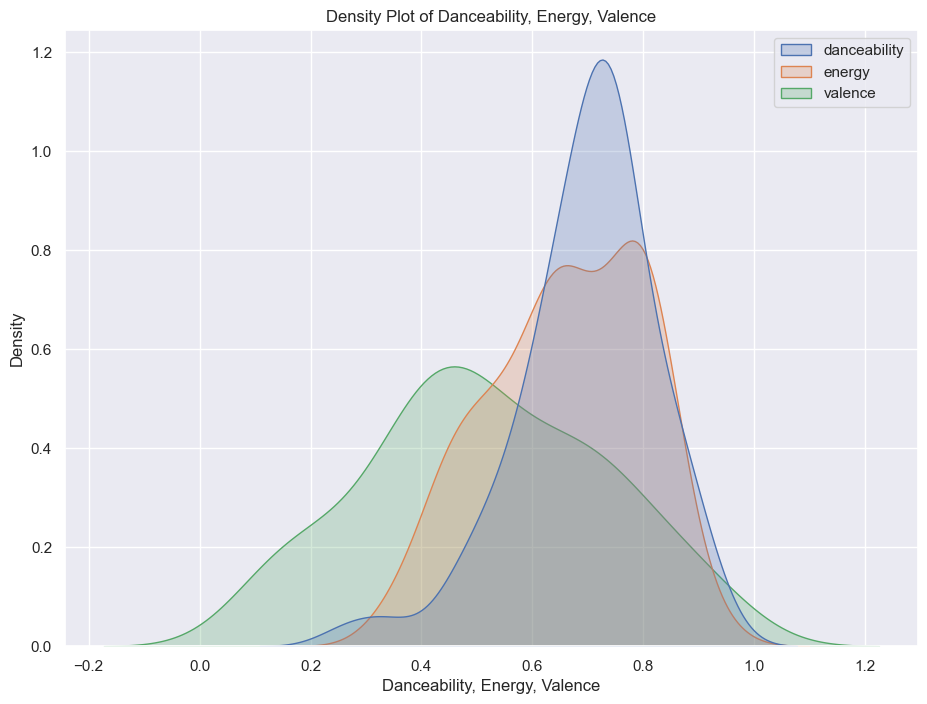 Density Plot of Danceability, Energy, Valence
danceability
energy
valence
1.2
1.0
0.8
0.6
0.4
0.2
0.0
Density
−0.2 0.0 0.2 0.4 0.6 0.8 1.0 1.2
Danceability, Energy, Valence